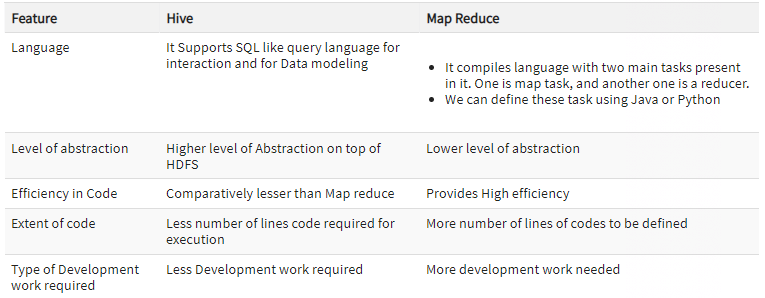 Feature Hive Map Reduce
Language
It Supports SQL like query language for
interaction and for Data modeling
• It compiles language with two main tasks present
in it. One is map task, and another one is a reducer.
• We can define these task using Java or Python
Level of abstraction
Higher level of Abstraction on top of
HDFS
Lower level of abstraction
Efficiency in Code
Comparatively lesser than Map reduce
Provides High efficiency
Extent of code
Less number of lines code required for
execution
More number of lines of codes to be defined
Type of Development
work required
Less Development work required
More development work needed